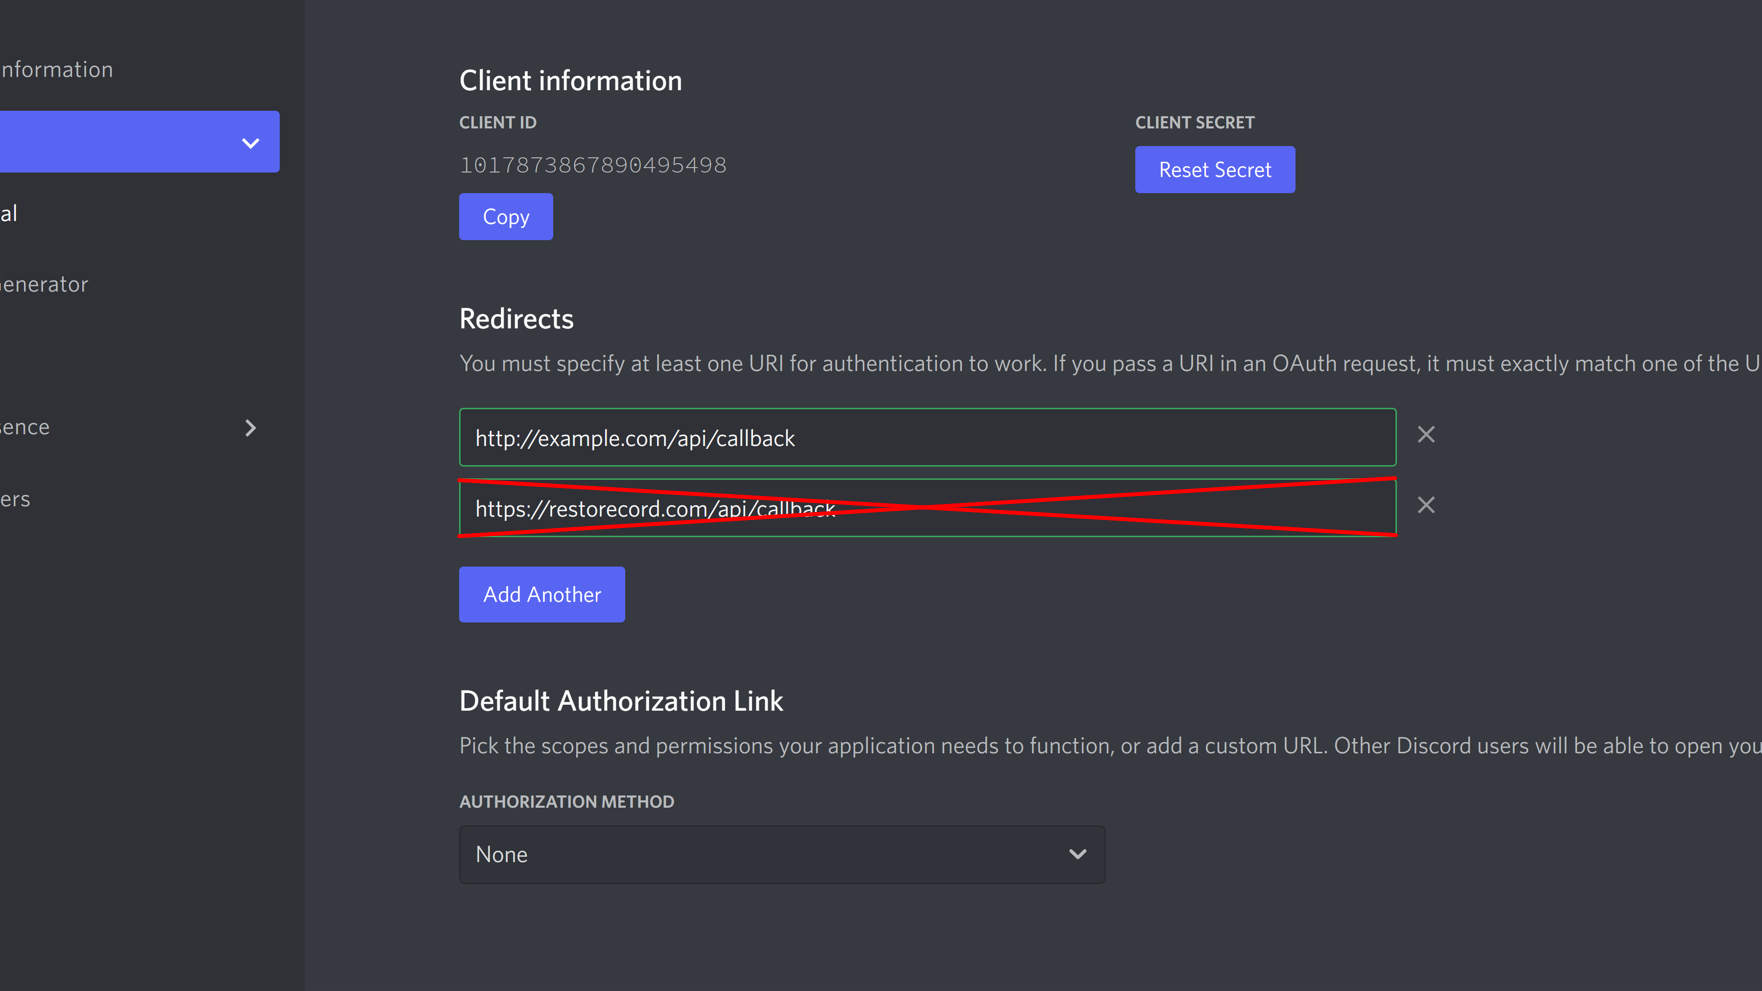 nformation
al
enerator
ence
ers
Client information
CLIENT ID
1017873867890495498
Copy
CLIENT SECRET
Reset Secret
Redirects
You must specify at least one URI for authentication to work. If you pass a URI in an OAuth request, it must exactly match one of the U
http://example.com/api/callback
https://restorecord.com/api/callback
Add Another
Default Authorization Link
Pick the scopes and permissions your application needs to function, or add a custom URL. Other Discord users will be able to open you
AUTHORIZATION METHOD
None